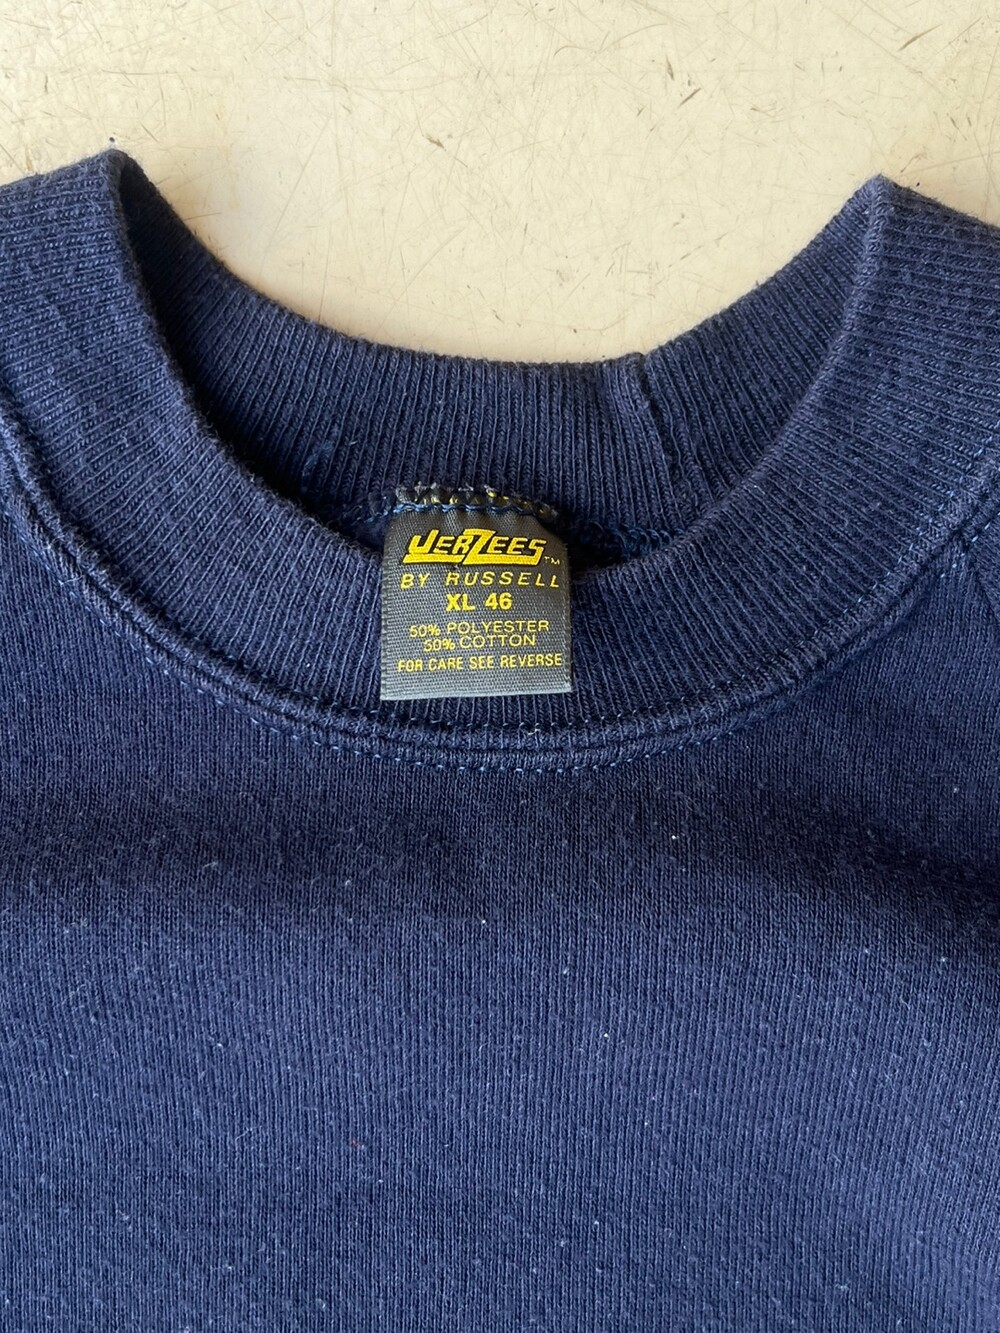 JERZEES™
BY RUSSELL
XL 46
50% POLYESTER
50% COTTON
FOR CARE SEE REVERSE